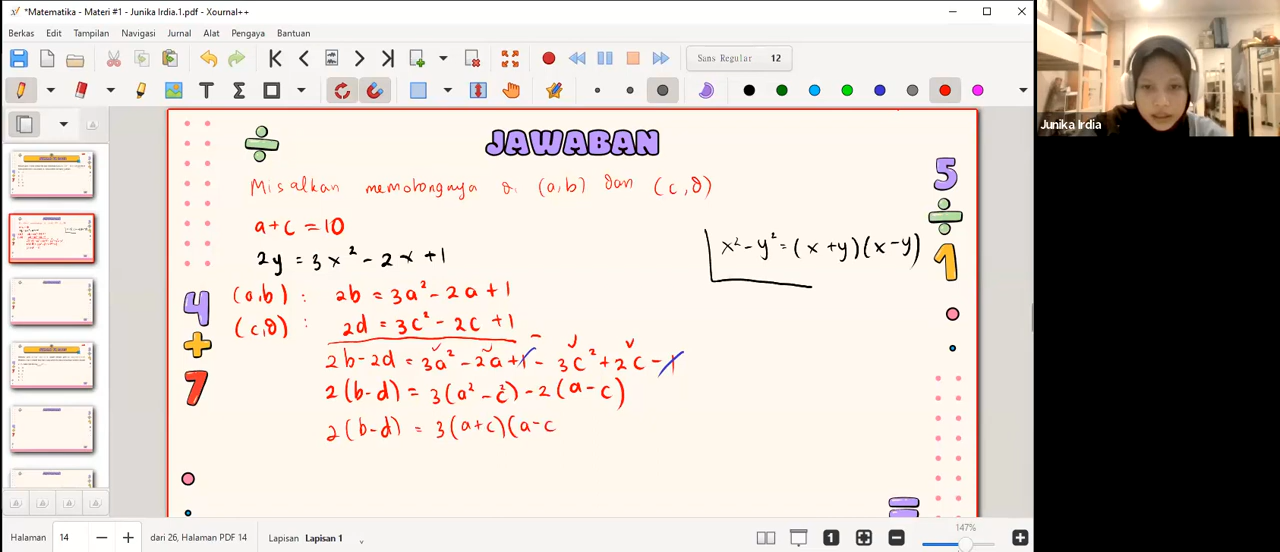 *Matematika - Materi #1 - Junika Irdia.1.pdf - Xournal++
Berkas Edit Tampilan Navigasi Jurnal Alat Pengaya Bantuan
Sans Regular 12
Junika Irdia
JAWABAN
Misalkan memotongnya di (a,b) dan (c,d)
a+c = 10
2y = 3x² - 2x + 1
x² - y² = (x + y)(x - y)
(a,b) : 2b = 3a² - 2a + 1
(c,d) : 2d = 3c² - 2c + 1
2b - 2d = 3a² - 2a + 1 - 3c² + 2c - 1
2(b-d) = 3(a² - c²) - 2(a - c)
2(b-d) = 3(a+c)(a-c
4
+
7
5
÷
1
=
147%
Halaman 14 dari 26, Halaman PDF 14 Lapisan Lapisan 1